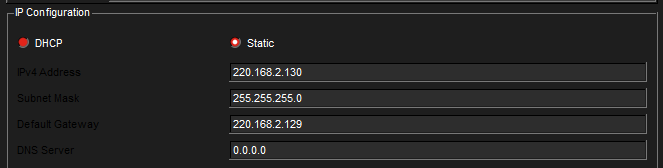 IP Configuration
DHCP
Static
IPv4 Address
220.168.2.130
Subnet Mask
255.255.255.0
Default Gateway
220.168.2.129
DNS Server
0.0.0.0